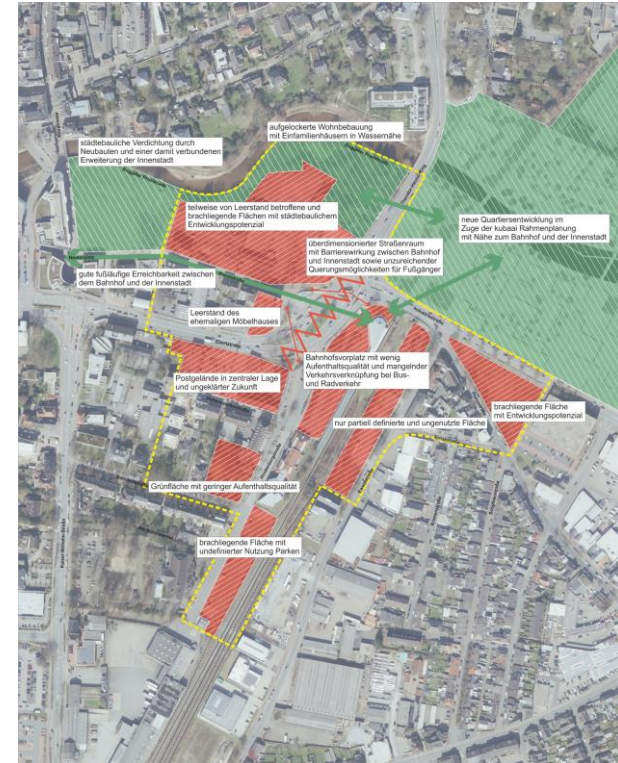 aufgelockerte Wohnbebauung
mit Einfamilienhäusern in Wassernähe
städtebauliche Verdichtung durch
Neubauten und einer damit verbundenen
Erweiterung der Innenstadt
teilweise von Leerstand betroffene und
brachliegende Flächen mit städtebaulichem
Entwicklungspotenzial
neue Quartiersentwicklung im
Zuge der kubaai Rahmenplanung
mit Nähe zum Bahnhof und der Innenstadt
überdimensionierter Straßenraum
mit Barrierewirkung zwischen Bahnhof
und Innenstadt sowie unzureichender
Querungsmöglichkeiten für Fußgänger
gute fußläufige Erreichbarkeit zwischen
dem Bahnhof und der Innenstadt
Leerstand des
ehemaligen Möbelhauses
Bahnhofsvorplatz mit wenig
Aufenthaltsqualität und mangelnder
Verkehrsverknüpfung bei Bus-
und Radverkehr
Postgelände in zentraler Lage
und ungeklärter Zukunft
brachliegende Fläche
mit Entwicklungspotenzial
nur partiell definierte und ungenutzte Fläche
Grünfläche mit geringer Aufenthaltsqualität
brachliegende Fläche mit
undefinierter Nutzung Parken
Kaiser-Wilhelm-Straße